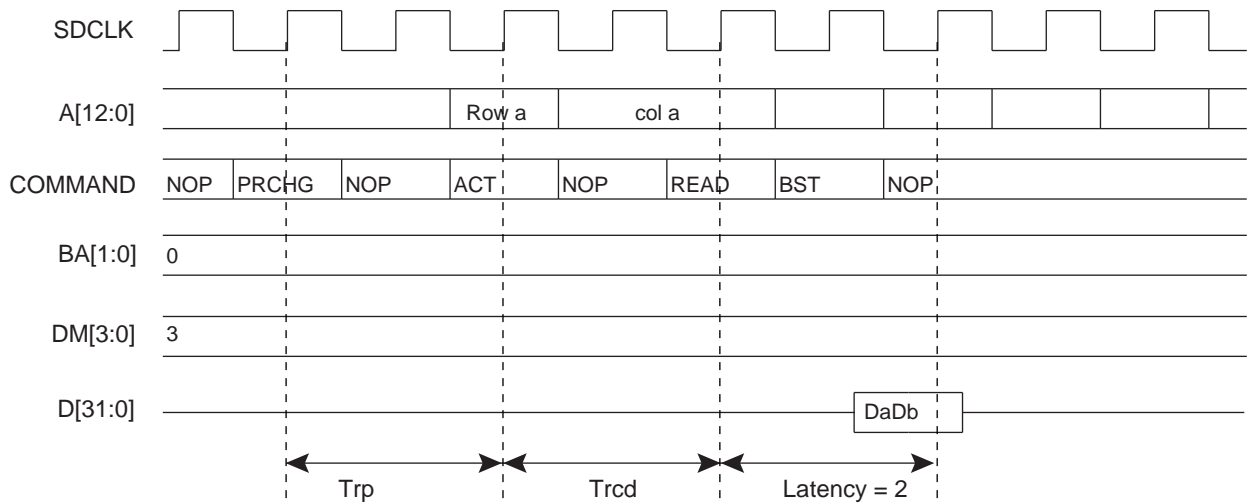 SDCLK
A[12:0] Row a col a
COMMAND NOP PRCHG NOP ACT NOP READ BST NOP
BA[1:0] 0
DM[3:0] 3
D[31:0] DaDb
Trp Trcd Latency = 2